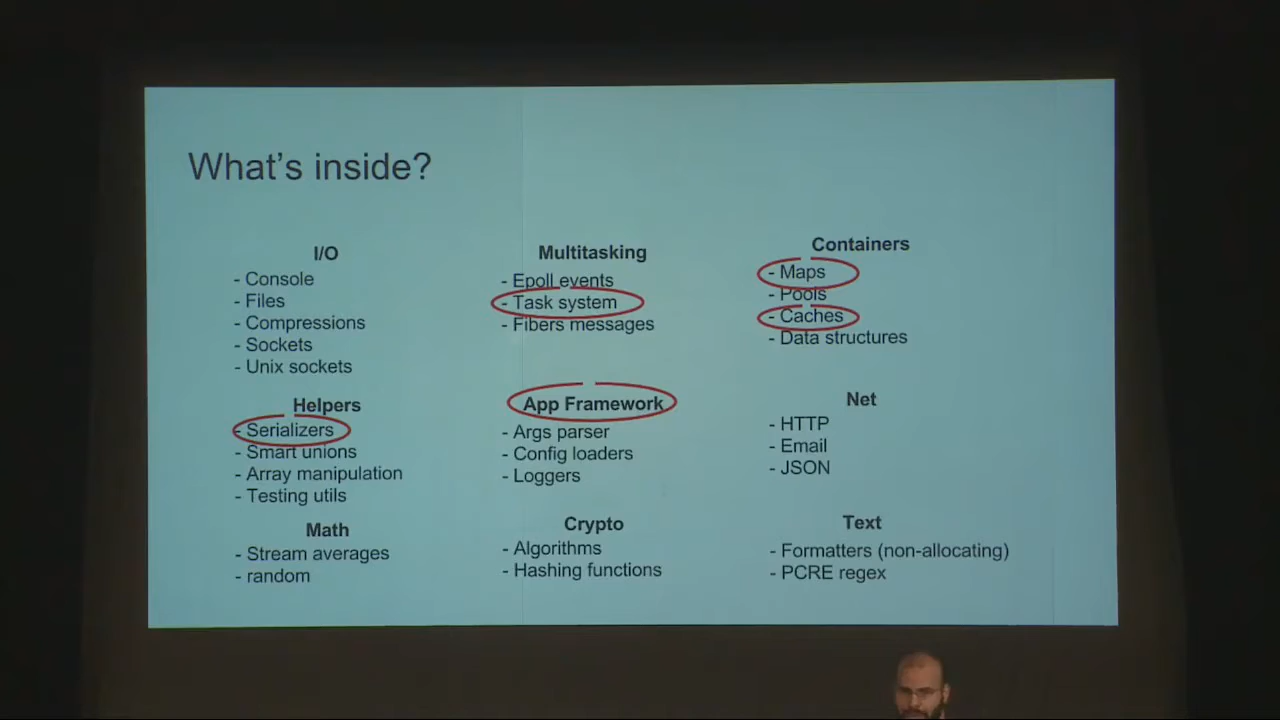 What's inside?
I/O
- Console
- Files
- Compressions
- Sockets
- Unix sockets
Multitasking
- Epoll events
- Task system
- Fibers messages
Containers
- Maps
- Pools
- Caches
- Data structures
Helpers
- Serializers
- Smart unions
- Array manipulation
- Testing utils
App Framework
- Args parser
- Config loaders
- Loggers
Net
- HTTP
- Email
- JSON
Math
- Stream averages
- random
Crypto
- Algorithms
- Hashing functions
Text
- Formatters (non-allocating)
- PCRE regex